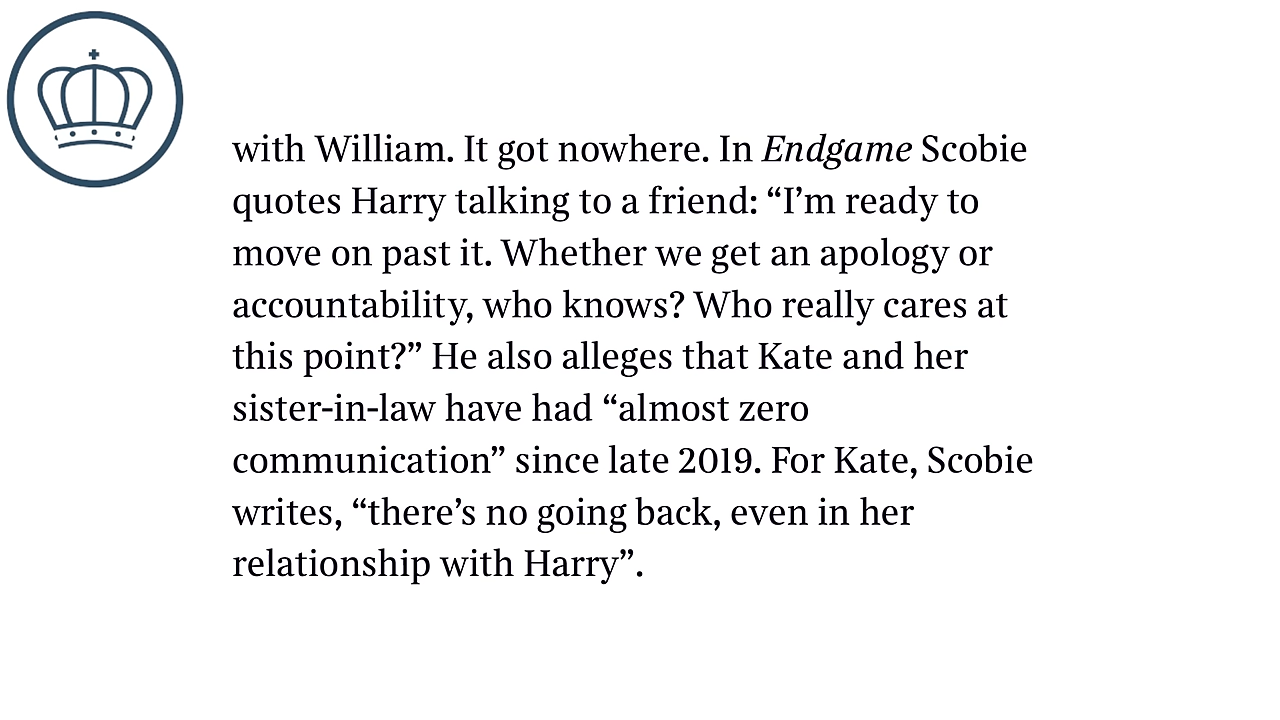 with William. It got nowhere. In Endgame Scobie
quotes Harry talking to a friend: “I’m ready to
move on past it. Whether we get an apology or
accountability, who knows? Who really cares at
this point?” He also alleges that Kate and her
sister-in-law have had “almost zero
communication” since late 2019. For Kate, Scobie
writes, “there’s no going back, even in her
relationship with Harry”.